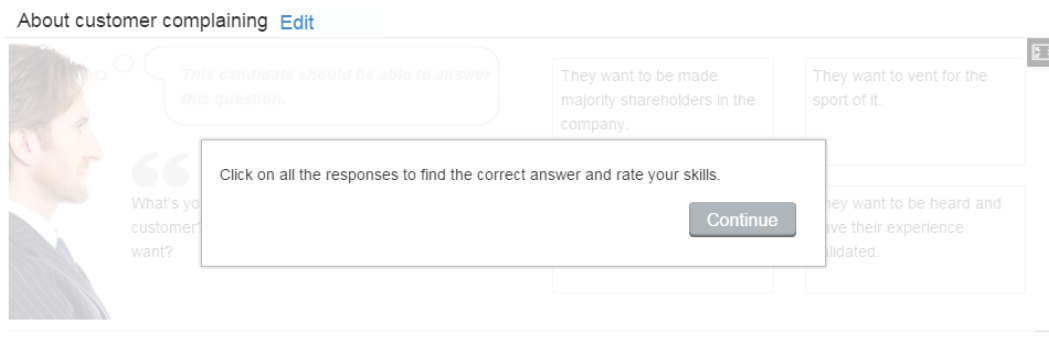 About customer complaining Edit
This candidate should be able to answer
this question.
They want to be made
majority shareholders in the
company.
They want to vent for the
sport of it.
Click on all the responses to find the correct answer and rate your skills.
Continue
What's yo
customer?
want?
hey want to be heard and
ave their experience
alidated.